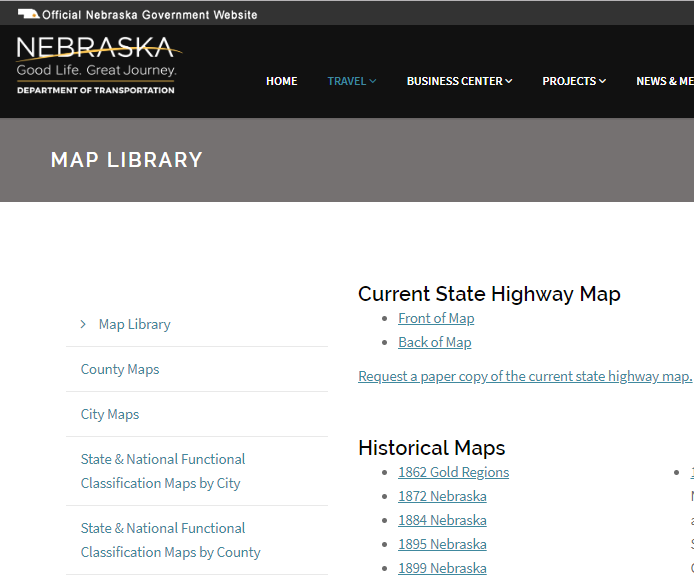 Official Nebraska Government Website
NEBRASKA
Good Life. Great Journey.
DEPARTMENT OF TRANSPORTATION
HOME TRAVEL BUSINESS CENTER PROJECTS NEWS & ME
MAP LIBRARY
Map Library
County Maps
City Maps
State & National Functional
Classification Maps by City
State & National Functional
Classification Maps by County
Current State Highway Map
Front of Map
Back of Map
Request a paper copy of the current state highway map.
Historical Maps
1862 Gold Regions
1872 Nebraska
1884 Nebraska
1895 Nebraska
1899 Nebraska